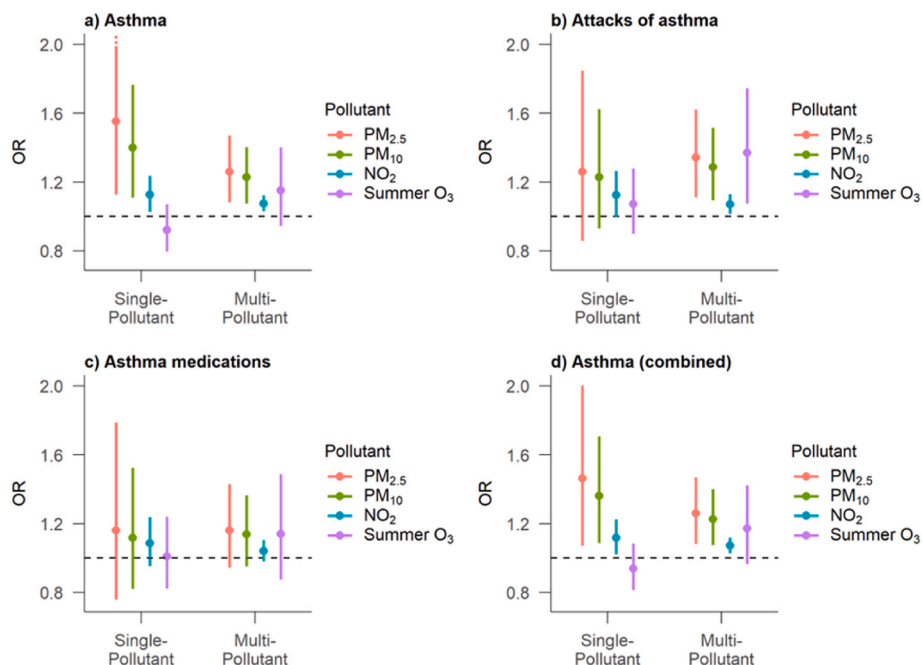 a) Asthma
2.0
1.6
1.2
0.8
OR
Single-
Pollutant
Multi-
Pollutant
Pollutant
PM2.5
PM10
NO2
Summer O3
b) Attacks of asthma
2.0
1.6
1.2
0.8
OR
Single-
Pollutant
Multi-
Pollutant
Pollutant
PM2.5
PM10
NO2
Summer O3
c) Asthma medications
2.0
1.6
1.2
0.8
OR
Single-
Pollutant
Multi-
Pollutant
Pollutant
PM2.5
PM10
NO2
Summer O3
d) Asthma (combined)
2.0
1.6
1.2
0.8
OR
Single-
Pollutant
Multi-
Pollutant
Pollutant
PM2.5
PM10
NO2
Summer O3